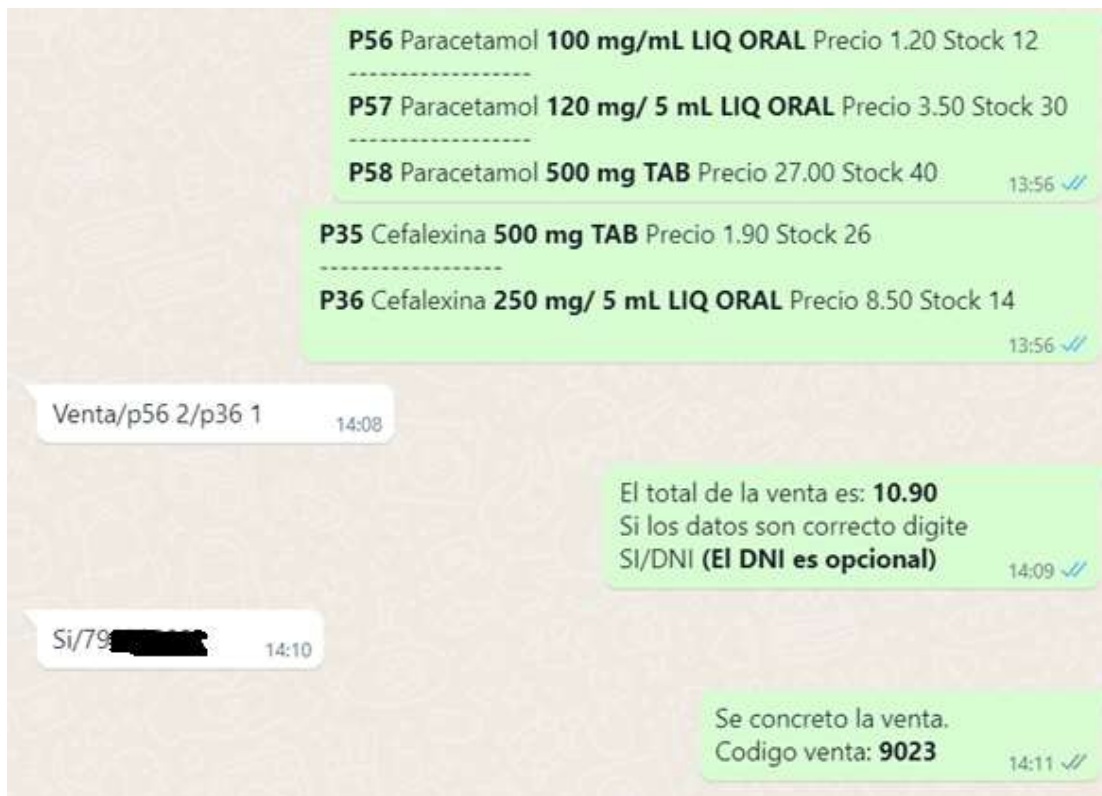 P56 Paracetamol 100 mg/mL LIQ ORAL Precio 1.20 Stock 12
------------------
P57 Paracetamol 120 mg/ 5 mL LIQ ORAL Precio 3.50 Stock 30
------------------
P58 Paracetamol 500 mg TAB Precio 27.00 Stock 40
13:56
P35 Cefalexina 500 mg TAB Precio 1.90 Stock 26
------------------
P36 Cefalexina 250 mg/ 5 mL LIQ ORAL Precio 8.50 Stock 14
13:56
Venta/p56 2/p36 1
14:08
El total de la venta es: 10.90
Si los datos son correcto digite
SI/DNI (El DNI es opcional)
14:09
Si/79
14:10
Se concreto la venta.
Codigo venta: 9023
14:11